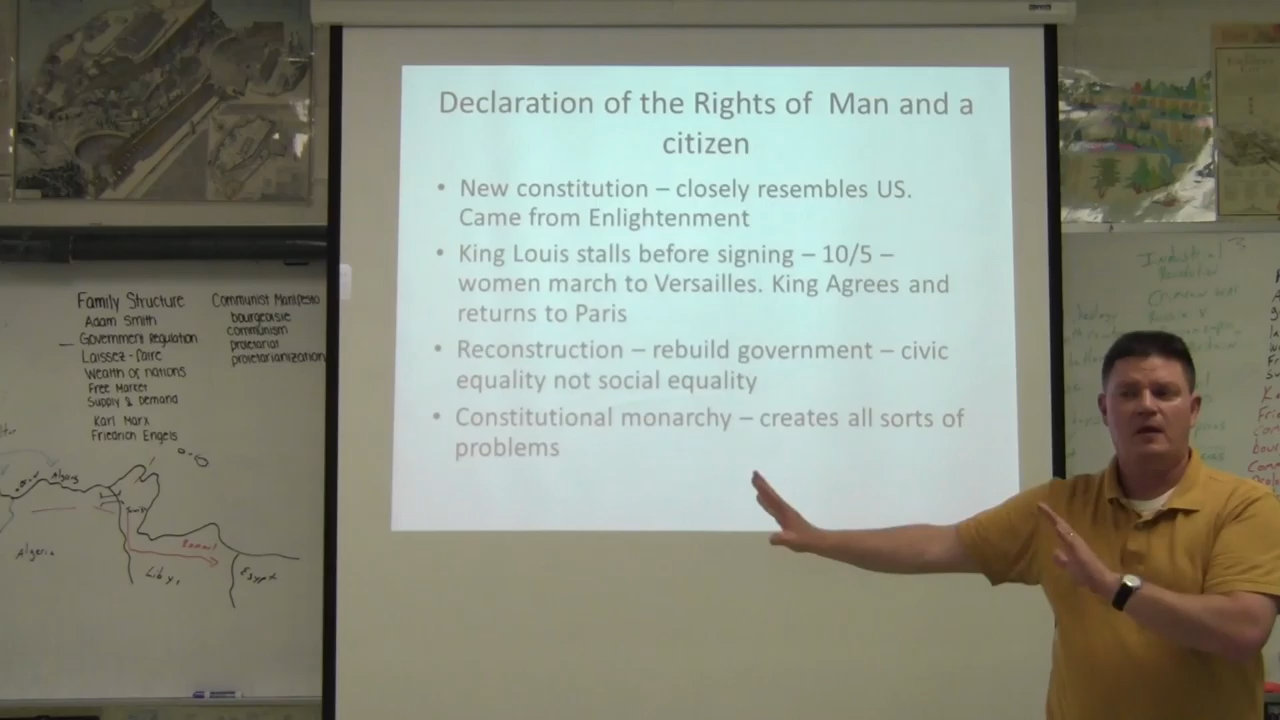 Declaration of the Rights of Man and a
citizen
• New constitution – closely resembles US.
Came from Enlightenment
• King Louis stalls before signing – 10/5 –
women march to Versailles. King Agrees and
returns to Paris
• Reconstruction – rebuild government – civic
equality not social equality
• Constitutional monarchy – creates all sorts of
problems
Family Structure
Adam Smith
Government Regulation
Laissez-faire
Wealth of nations
Free Market
Supply & Demand
Karl Marx
Friedrich Engels
Communist Manifesto
bourgeoisie
communism
proletariat
proletarianization
Algiers
Tunis
Algeria
Libya
Egypt
Industrial
Revolution
3